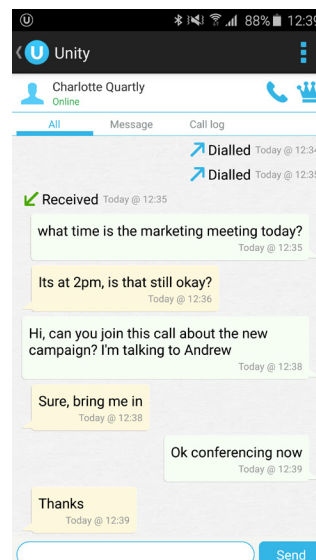 88% 12:39
Unity
Charlotte Quartly
Online
All Message Call log
Dialled Today @ 12:34
Dialled Today @ 12:35
Received Today @ 12:35
what time is the marketing meeting today?
Today @ 12:35
Its at 2pm, is that still okay?
Today @ 12:36
Hi, can you join this call about the new
campaign? I'm talking to Andrew
Today @ 12:38
Sure, bring me in
Today @ 12:38
Ok conferencing now
Today @ 12:39
Thanks
Today @ 12:39
Send